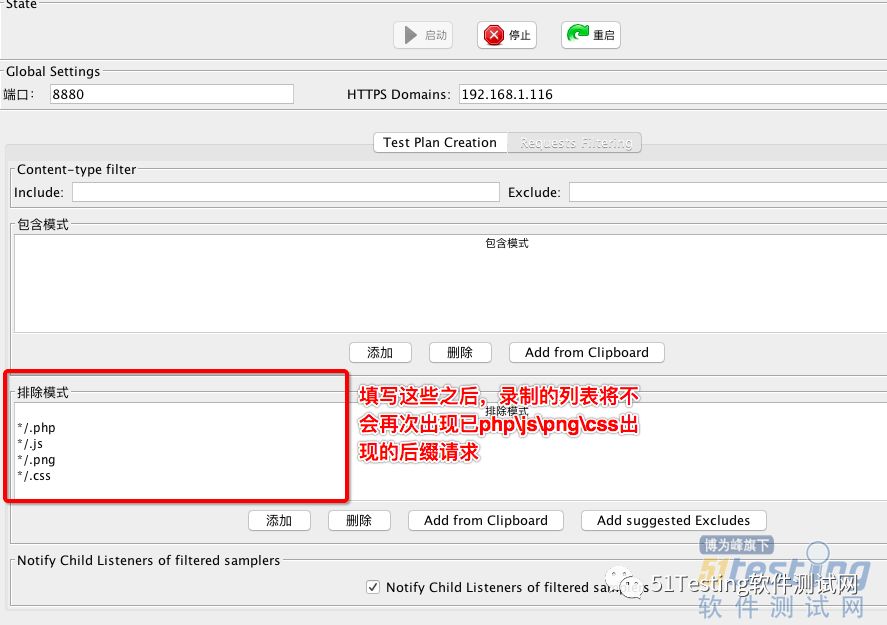 State
启动
停止
重启
Global Settings
端口：
8880
HTTPS Domains:
192.168.1.116
Test Plan Creation
Requests Filtering
Content-type filter
Include:
Exclude:
包含模式
包含模式
添加
删除
Add from Clipboard
排除模式
排除模式
*/.php
*/.js
*/.png
*/.css
填写这些之后，录制的列表将不
会再次出现已php\js\png\css出
现的后缀请求
添加
删除
Add from Clipboard
Add suggested Excludes
Notify Child Listeners of filtered samplers
Notify Child Listeners of filtered samplers
博为峰旗下
51testing
软件测试网
51Testing软件测试网